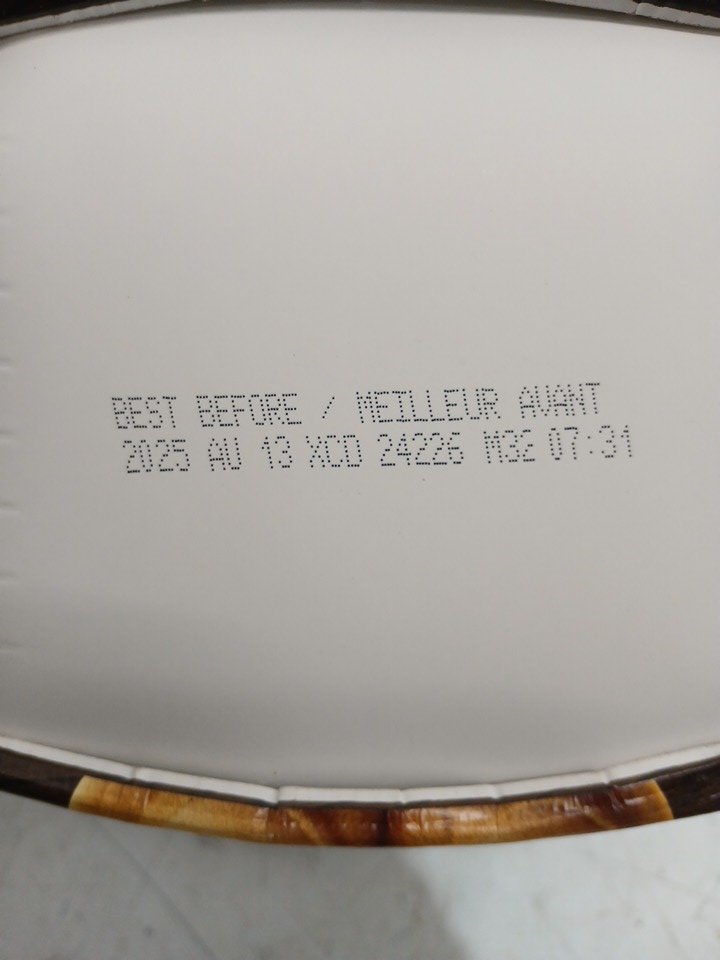 BEST BEFORE / MEILLEUR AVANT
2025 AU 13 XCD 24226 M32 07:31